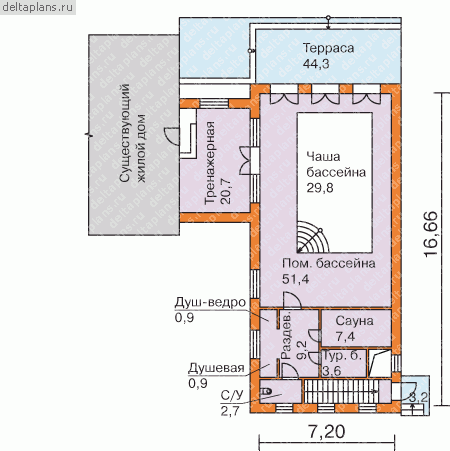 deltaplans.ru
Терраса
44,3
Существующий
жилой дом
Тренажерная
20,7
Чаша
бассейна
29,8
16,66
Пом. бассейна
51,4
Душ-ведро
0,9
Раздев.
9,2
Сауна
7,4
Душевая
0,9
Тур. б.
3,6
С/У
2,7
3,2
7,20